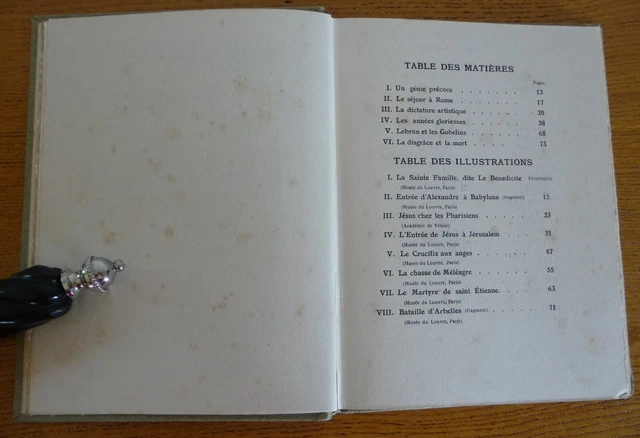 TABLE DES MATIÈRES
Pages
I. Un génie précoce . . . . . . . 13
II. Le séjour à Rome . . . . . . . 17
III. La dictature artistique . . . . . 20
IV. Les années glorieuses . . . . . 38
V. Lebrun et les Gobelins . . . . . 68
VI. La disgrâce et la mort . . . . . 73
TABLE DES ILLUSTRATIONS
I. La Sainte Famille, dite Le Benedicite Frontispice
(Musée du Louvre, Paris)
II. Entrée d'Alexandre à Babylone (fragment) 15
(Musée du Louvre, Paris)
III. Jésus chez les Pharisiens . . . . . 23
(Académie de Venise)
IV. L'Entrée de Jésus à Jérusalem . . . 31
(Musée du Louvre, Paris)
V. Le Crucifix aux anges . . . . . 47
(Musée du Louvre, Paris)
VI. La chasse de Méléagre . . . . . 55
(Musée du Louvre, Paris)
VII. Le Martyre de saint Étienne. . . . 63
(Musée du Louvre, Paris)
VIII. Bataille d'Arbelles (fragment) . . . . 71
(Musée du Louvre, Paris)